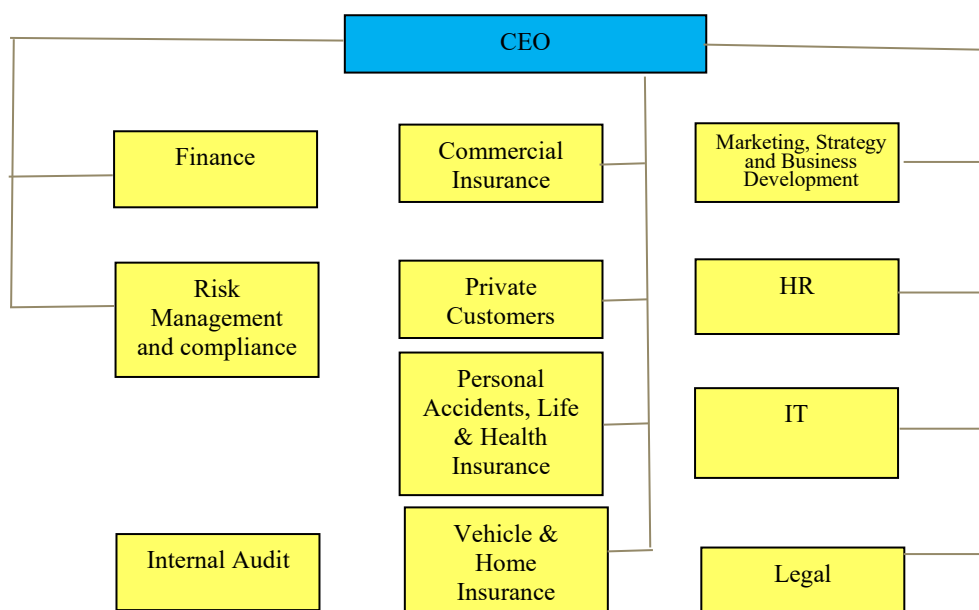 CEO
Finance
Commercial
Insurance
Marketing, Strategy
and Business
Development
Risk
Management
and compliance
Private
Customers
HR
Personal
Accidents, Life
& Health
Insurance
IT
Internal Audit
Vehicle &
Home
Insurance
Legal